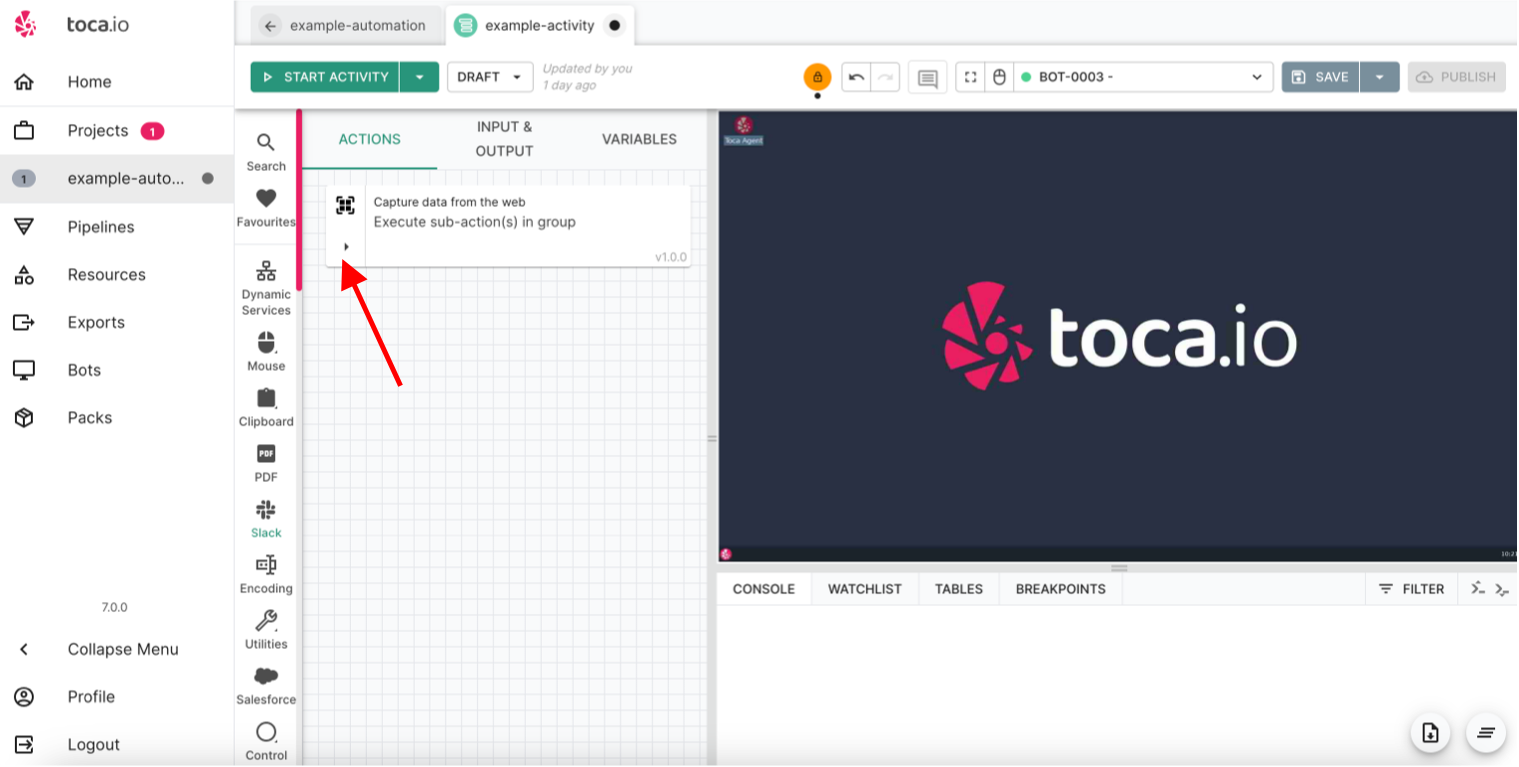 toca.io
Home
Projects
1
1
example-auto...
Pipelines
Resources
Exports
Bots
Packs
7.0.0
Collapse Menu
Profile
Logout
example-automation
example-activity
START ACTIVITY
DRAFT
Updated by you
1 day ago
BOT-0003 -
SAVE
PUBLISH
Search
Favourites
Dynamic
Services
Mouse
Clipboard
PDF
PDF
Slack
Encoding
Utilities
Salesforce
Control
ACTIONS
INPUT &
OUTPUT
VARIABLES
Capture data from the web
Execute sub-action(s) in group
v1.0.0
Toca Agent
toca.io
CONSOLE
WATCHLIST
TABLES
BREAKPOINTS
FILTER